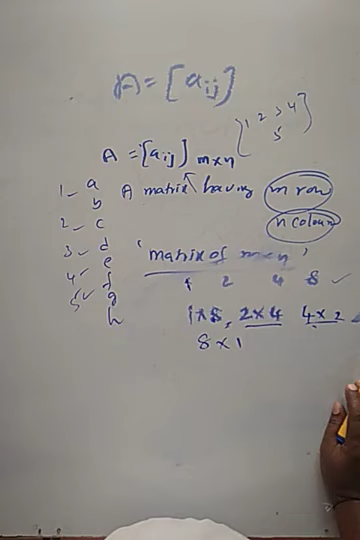 A = [aij]
A = [aij] m×n
[1 2 3 4
5]
A matrix having m row
n coloum
1 - a
b
2 - c
3 - d
4 - e
f
5 - g
h
'matrix of m×n'
1 2 4 8
1×8, 2×4 4×2
8×1